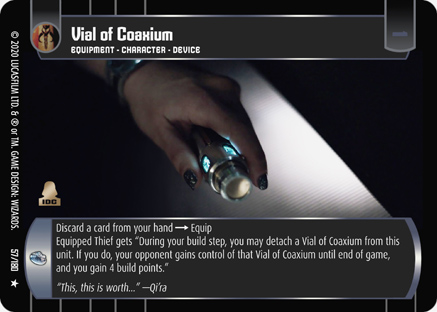 Vial of Coaxium
EQUIPMENT - CHARACTER - DEVICE
© 2020 LUCASFILM LTD. & ® or TM. GAME DESIGN, WIZARDS.
57/180 ★
IDC
Discard a card from your hand → Equip
Equipped Thief gets “During your build step, you may detach a Vial of Coaxium from this
unit. If you do, your opponent gains control of that Vial of Coaxium until end of game,
and you gain 4 build points.”
“This, this is worth...” —Qi’ra